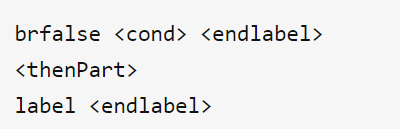 brfalse <cond> <endlabel>
<thenPart>
label <endlabel>